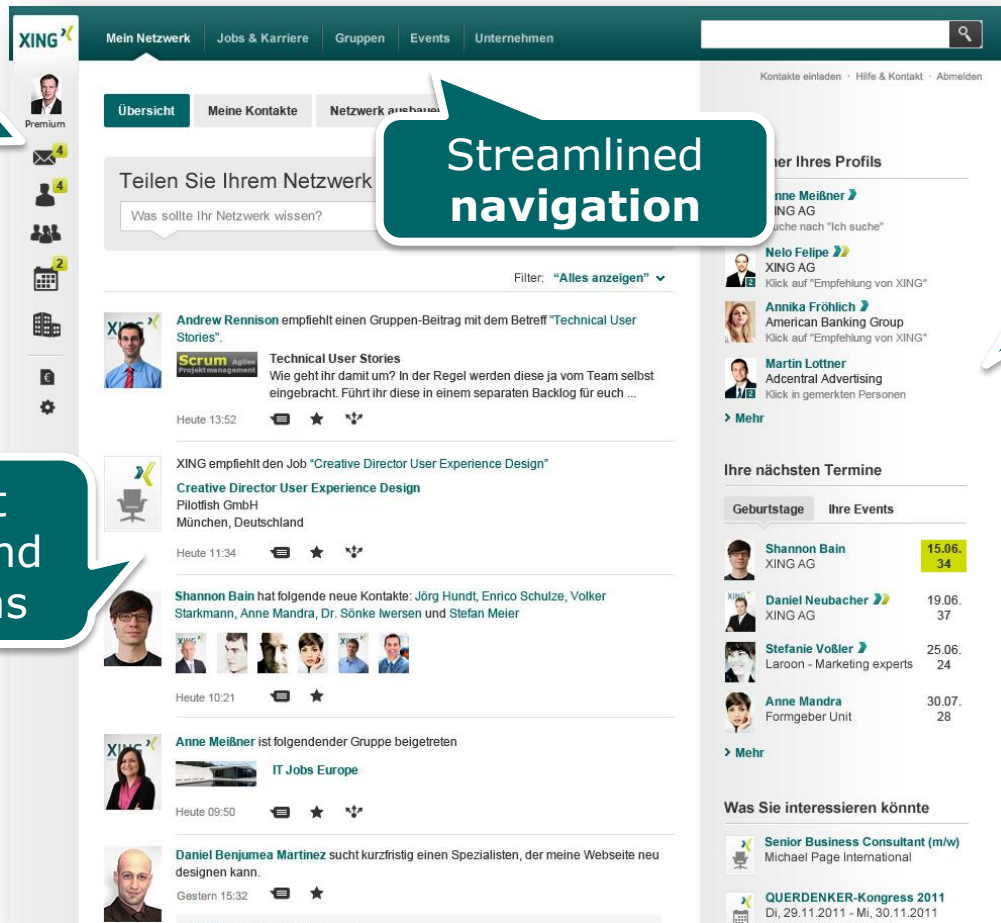 XING
Mein Netzwerk Jobs & Karriere Gruppen Events Unternehmen
Kontakte einladen · Hilfe & Kontakt · Abmelden
Premium
4
4
2
Übersicht Meine Kontakte Netzwerk ausbauen
Streamlined
navigation
Teilen Sie Ihrem Netzwerk
Was sollte Ihr Netzwerk wissen?
Filter: "Alles anzeigen"
Andrew Rennison empfiehlt einen Gruppen-Beitrag mit dem Betreff "Technical User
Stories".
Scrum Agiles
Projektmanagement
Technical User Stories
Wie geht ihr damit um? In der Regel werden diese ja vom Team selbst
eingebracht. Führt ihr diese in einem separaten Backlog für euch ...
Heute 13:52
XING empfiehlt den Job "Creative Director User Experience Design"
Creative Director User Experience Design
Pilotfish GmbH
München, Deutschland
Heute 11:34
Shannon Bain hat folgende neue Kontakte: Jörg Hundt, Enrico Schulze, Volker
Starkmann, Anne Mandra, Dr. Sönke Iwersen und Stefan Meier
Heute 10:21
Anne Meißner ist folgendender Gruppe beigetreten
IT Jobs Europe
Heute 09:50
Daniel Benjumea Martinez sucht kurzfristig einen Spezialisten, der meine Webseite neu
designen kann.
Gestern 15:32
Ihres Profils
Meißner
XING AG
nach "Ich suche"
Nelo Felipe
XING AG
Klick auf "Empfehlung von XING"
Annika Fröhlich
American Banking Group
Klick auf "Empfehlung von XING"
Martin Lottner
Adcentral Advertising
Klick in gemerkten Personen
Mehr
Ihre nächsten Termine
Geburtstage Ihre Events
Shannon Bain 15.06.
XING AG 34
Daniel Neubacher 19.06.
XING AG 37
Stefanie Voßler 25.06.
Laroon - Marketing experts 24
Anne Mandra 30.07.
Formgeber Unit 28
Mehr
Was Sie interessieren könnte
Senior Business Consultant (m/w)
Michael Page International
QUERDENKER-Kongress 2011
Di, 29.11.2011 - Mi, 30.11.2011